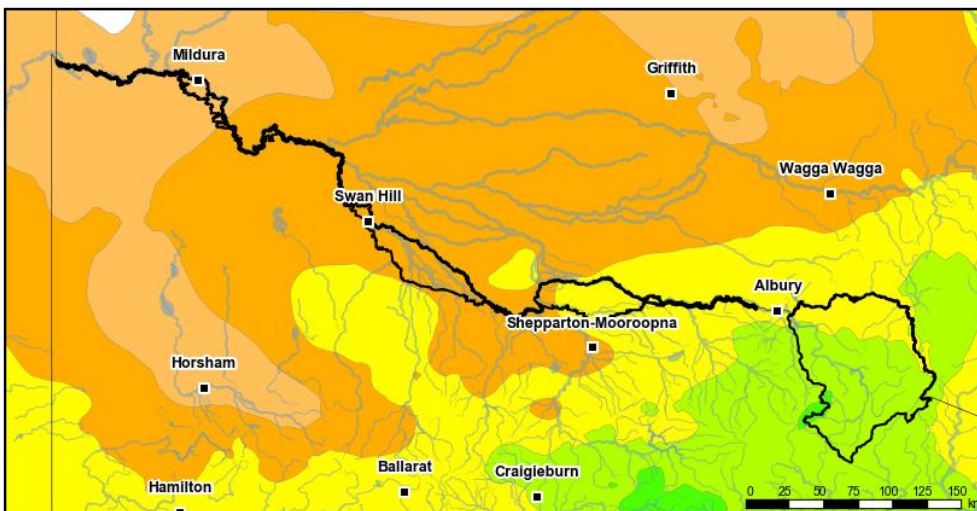 Mildura
Griffith
Wagga Wagga
Swan Hill
Albury
Shepparton-Mooroopna
Horsham
Ballarat
Craigieburn
Hamilton
0 25 50 75 100 125 150
km